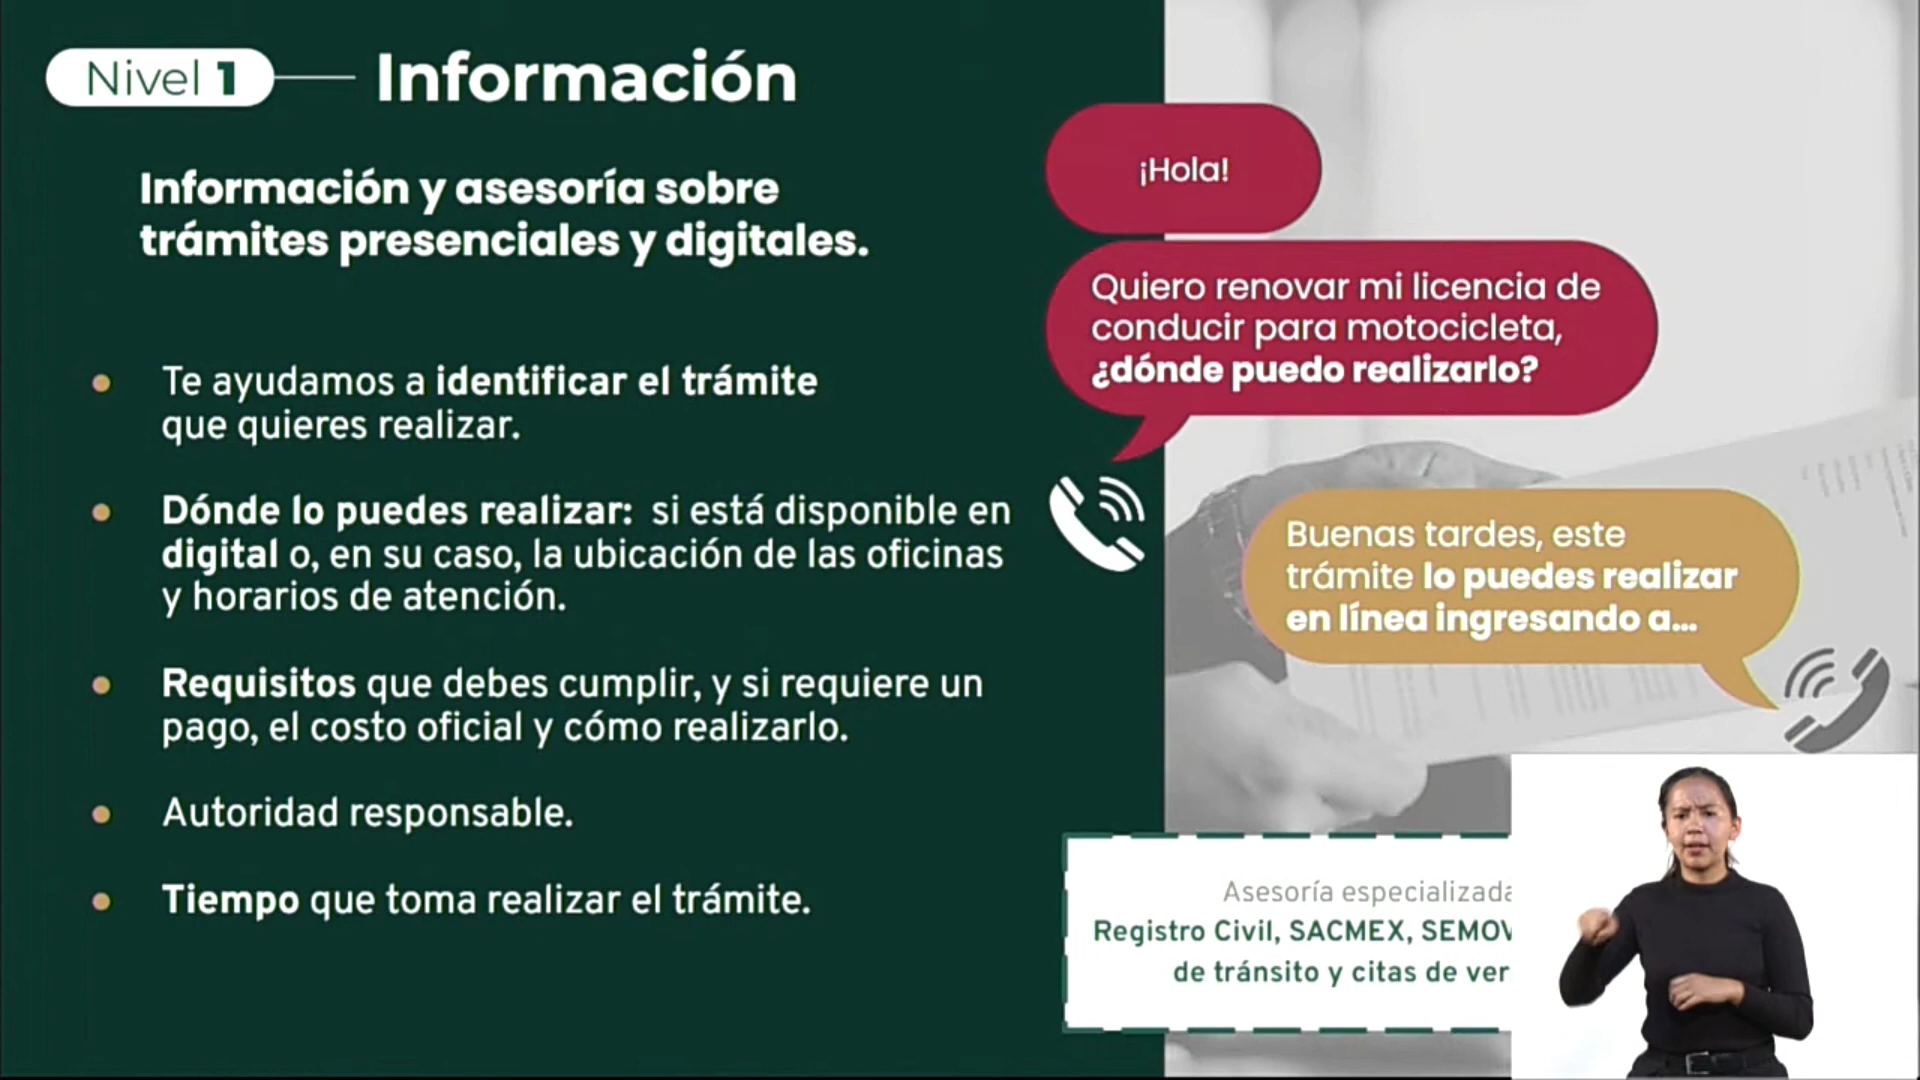 Nivel 1
Información
Información y asesoría sobre
trámites presenciales y digitales.
Te ayudamos a identificar el trámite
que quieres realizar.
Dónde lo puedes realizar: si está disponible en
digital o, en su caso, la ubicación de las oficinas
y horarios de atención.
Requisitos que debes cumplir, y si requiere un
pago, el costo oficial y cómo realizarlo.
Autoridad responsable.
Tiempo que toma realizar el trámite.
¡Hola!
Quiero renovar mi licencia de
conducir para motocicleta,
¿dónde puedo realizarlo?
Buenas tardes, este
trámite lo puedes realizar
en línea ingresando a...
Asesoría especializada
Registro Civil, SACMEX, SEMOV
de tránsito y citas de ver